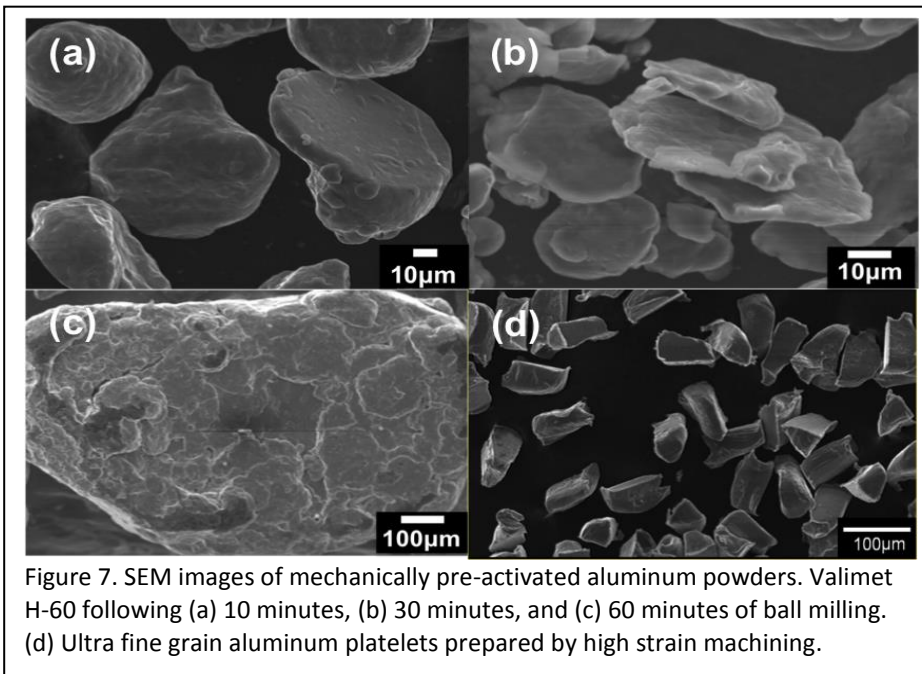 (a)
(b)
10µm
10µm
(c)
(d)
100µm
100µm
Figure 7. SEM images of mechanically pre-activated aluminum powders. Valimet
H-60 following (a) 10 minutes, (b) 30 minutes, and (c) 60 minutes of ball milling.
(d) Ultra fine grain aluminum platelets prepared by high strain machining.